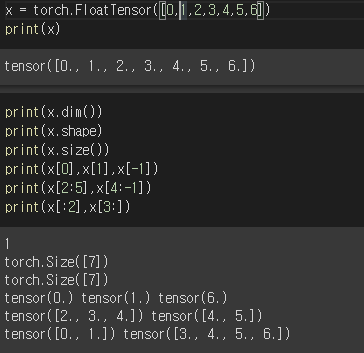 x = torch.FloatTensor([0,1,2,3,4,5,6])
print(x)
tensor([0., 1., 2., 3., 4., 5., 6.])
print(x.dim())
print(x.shape)
print(x.size())
print(x[0],x[1],x[-1])
print(x[2:5],x[4:-1])
print(x[:2],x[3:])
1
torch.Size([7])
torch.Size([7])
tensor(0.) tensor(1.) tensor(6.)
tensor([2., 3., 4.]) tensor([4., 5.])
tensor([0., 1.]) tensor([3., 4., 5., 6.])